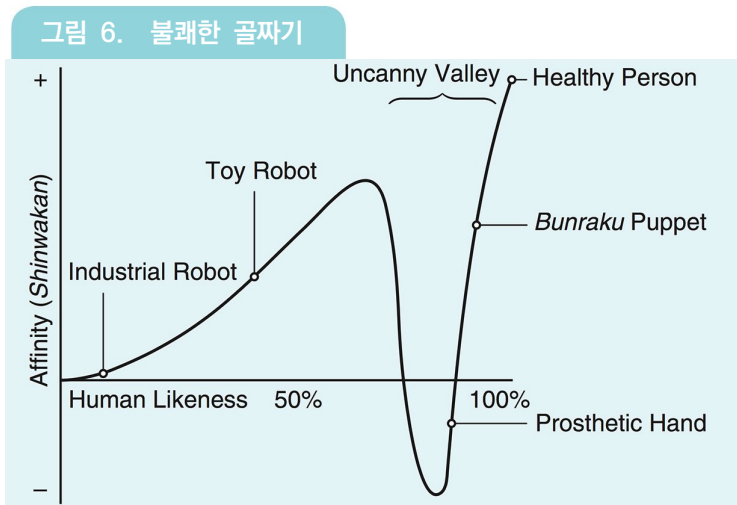 그림 6. 불쾌한 골짜기
+
Uncanny Valley
Healthy Person
Toy Robot
Bunraku Puppet
Industrial Robot
Affinity (Shinwakan)
Human Likeness 50% 100%
Prosthetic Hand
–